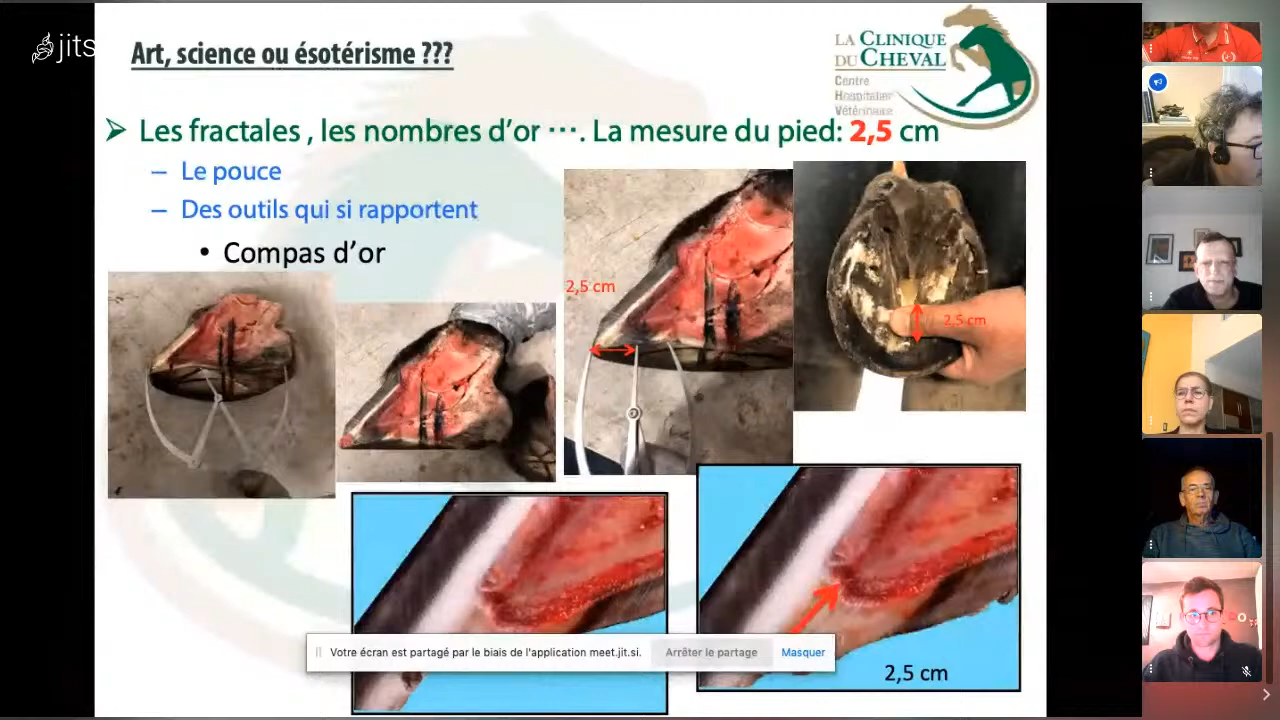 jits
Art, science ou ésotérisme ???
LA CLINIQUE
DU CHEVAL
Centre
Hospitalier
Vétérinaire
➢ Les fractales , les nombres d’or …. La mesure du pied: 2,5 cm
– Le pouce
– Des outils qui si rapportent
• Compas d’or
2,5 cm
2,5 cm
Votre écran est partagé par le biais de l'application meet.jit.si.
Arrêter le partage
Masquer
2,5 cm